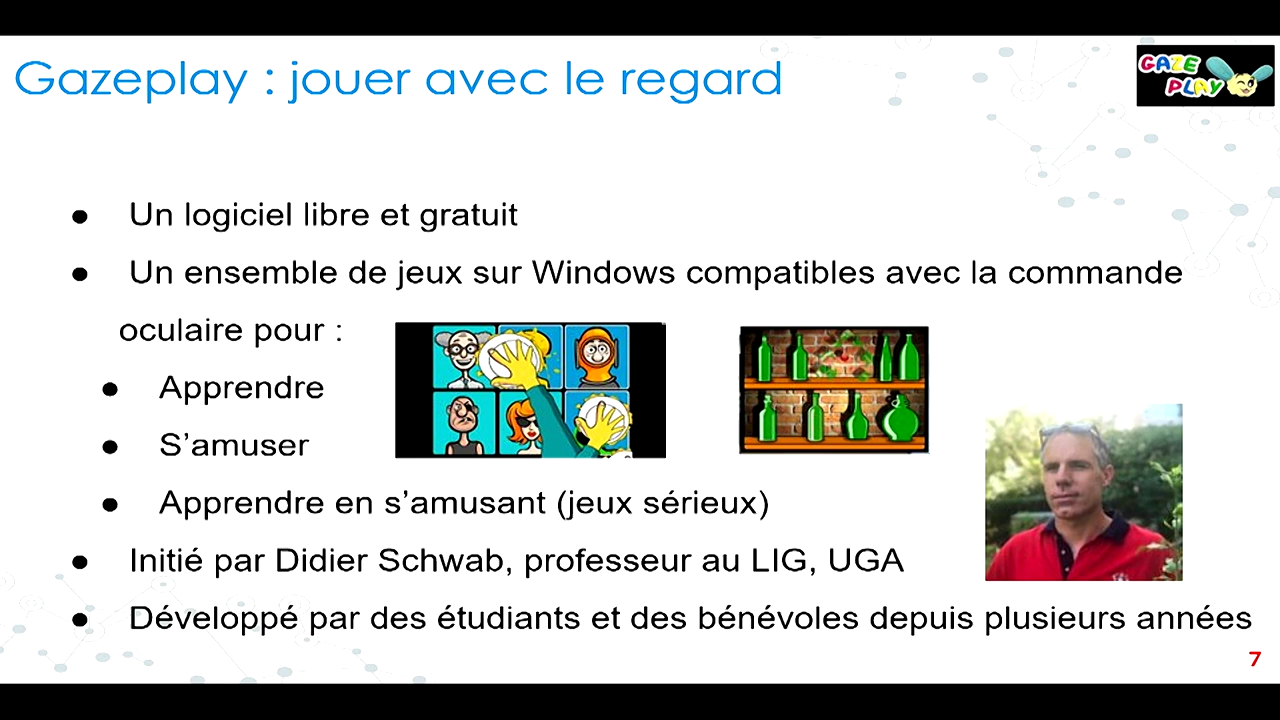 Gazeplay : jouer avec le regard
GAZE
PLAY
● Un logiciel libre et gratuit
● Un ensemble de jeux sur Windows compatibles avec la commande
oculaire pour :
● Apprendre
● S’amuser
● Apprendre en s’amusant (jeux sérieux)
● Initié par Didier Schwab, professeur au LIG, UGA
● Développé par des étudiants et des bénévoles depuis plusieurs années
7